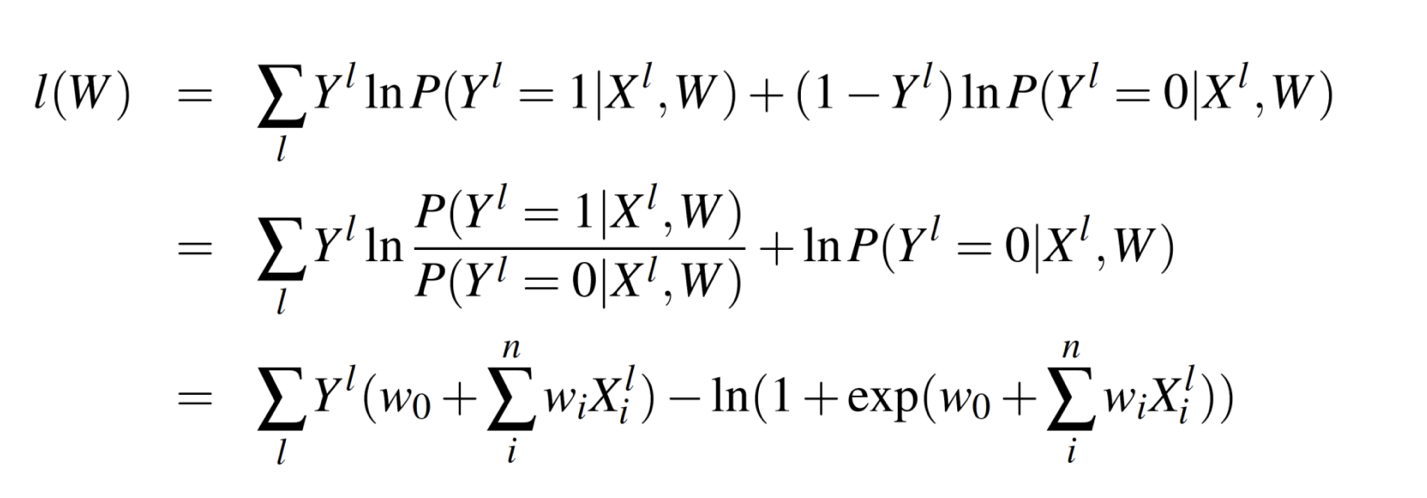 l(W) = ∑_l Y^l ln P(Y^l = 1|X^l, W) + (1 − Y^l) ln P(Y^l = 0|X^l, W)
= ∑_l Y^l ln \frac{P(Y^l = 1|X^l, W)}{P(Y^l = 0|X^l, W)} + ln P(Y^l = 0|X^l, W)
= ∑_l Y^l (w_0 + ∑_i^n w_i X_i^l) − ln(1 + exp(w_0 + ∑_i^n w_i X_i^l))